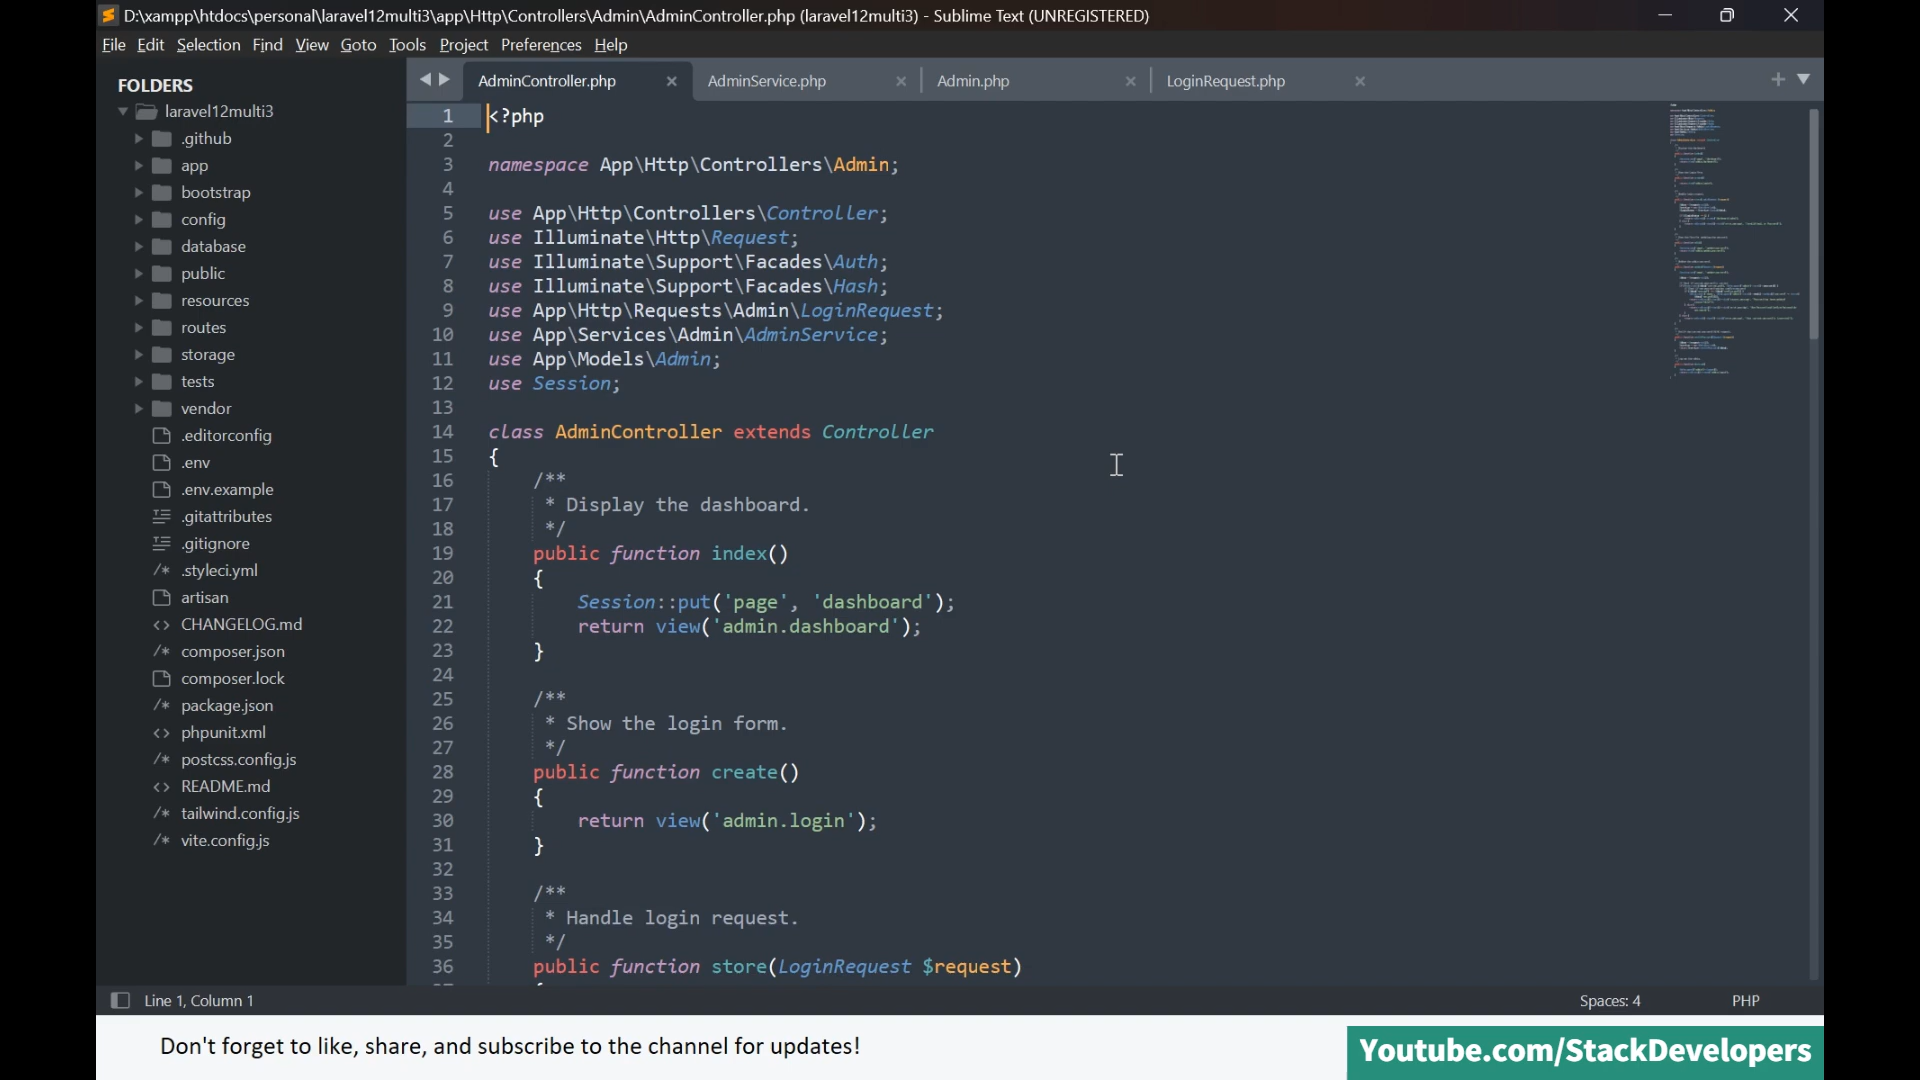 D:\xampp\htdocs\personal\laravel12multi3\app\Http\Controllers\Admin\AdminController.php (laravel12multi3) - Sublime Text (UNREGISTERED)
File Edit Selection Find View Goto Tools Project Preferences Help
FOLDERS
laravel12multi3
.github
app
bootstrap
config
database
public
resources
routes
storage
tests
vendor
.editorconfig
.env
.env.example
.gitattributes
.gitignore
/* .styleci.yml
artisan
<> CHANGELOG.md
/* composer.json
composer.lock
/* package.json
<> phpunit.xml
/* postcss.config.js
<> README.md
/* tailwind.config.js
/* vite.config.js
AdminController.php AdminService.php Admin.php LoginRequest.php
1 <?php
2
3 namespace App\Http\Controllers\Admin;
4
5 use App\Http\Controllers\Controller;
6 use Illuminate\Http\Request;
7 use Illuminate\Support\Facades\Auth;
8 use Illuminate\Support\Facades\Hash;
9 use App\Http\Requests\Admin\LoginRequest;
10 use App\Services\Admin\AdminService;
11 use App\Models\Admin;
12 use Session;
13
14 class AdminController extends Controller
15 {
16 /**
17 * Display the dashboard.
18 */
19 public function index()
20 {
21 Session::put('page', 'dashboard');
22 return view('admin.dashboard');
23 }
24
25 /**
26 * Show the login form.
27 */
28 public function create()
29 {
30 return view('admin.login');
31 }
32
33 /**
34 * Handle login request.
35 */
36 public function store(LoginRequest $request)
Line 1, Column 1 Spaces: 4 PHP
Don't forget to like, share, and subscribe to the channel for updates!
Youtube.com/StackDevelopers